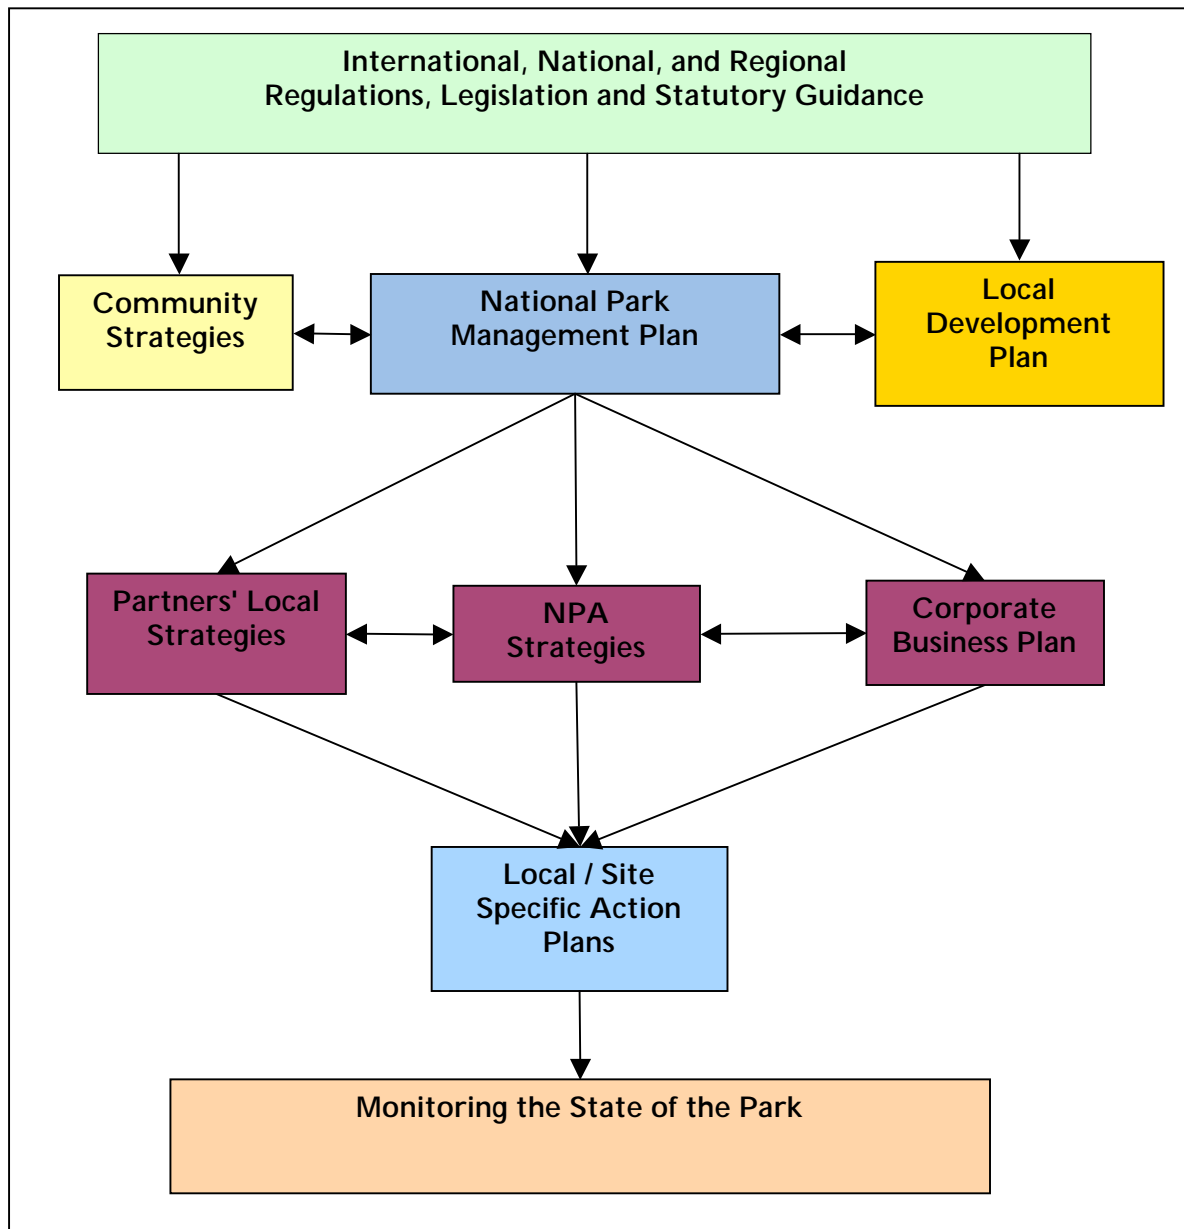 International, National, and Regional
Regulations, Legislation and Statutory Guidance
Community
Strategies
National Park
Management Plan
Local
Development
Plan
Partners' Local
Strategies
NPA
Strategies
Corporate
Business Plan
Local / Site
Specific Action
Plans
Monitoring the State of the Park